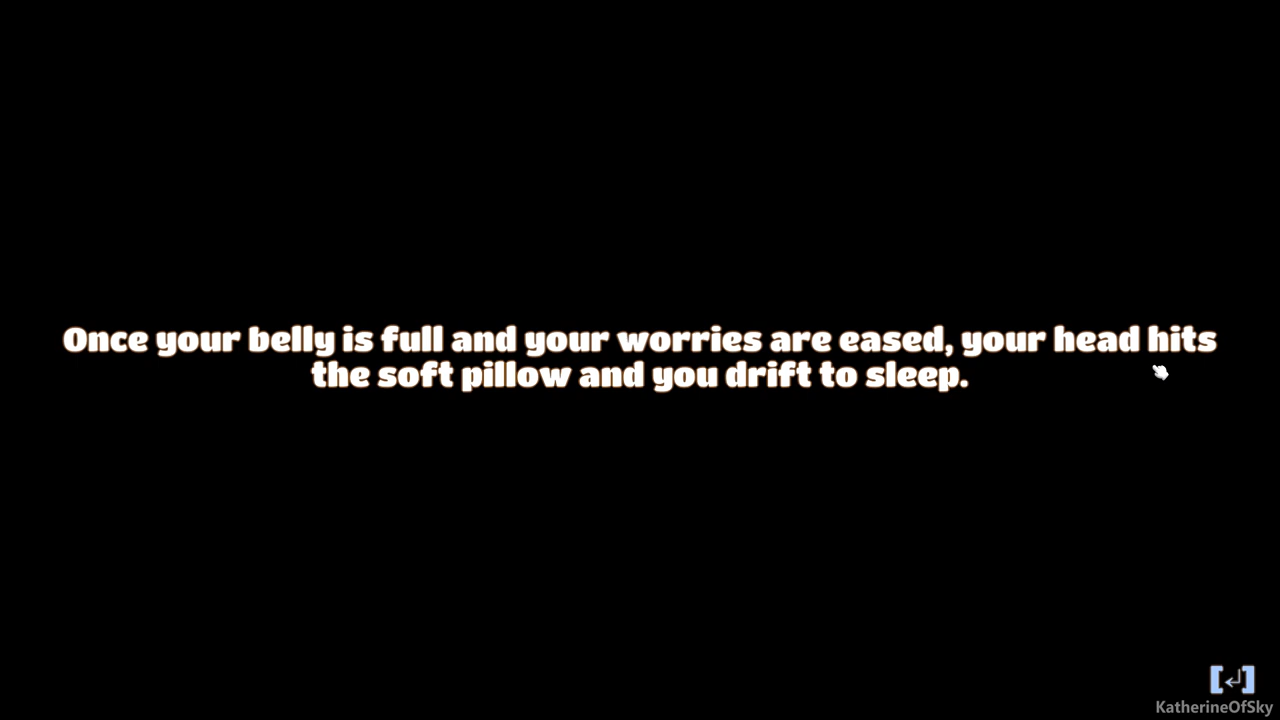 Once your belly is full and your worries are eased, your head hits
the soft pillow and you drift to sleep.
[↵]
KatherineOfSky